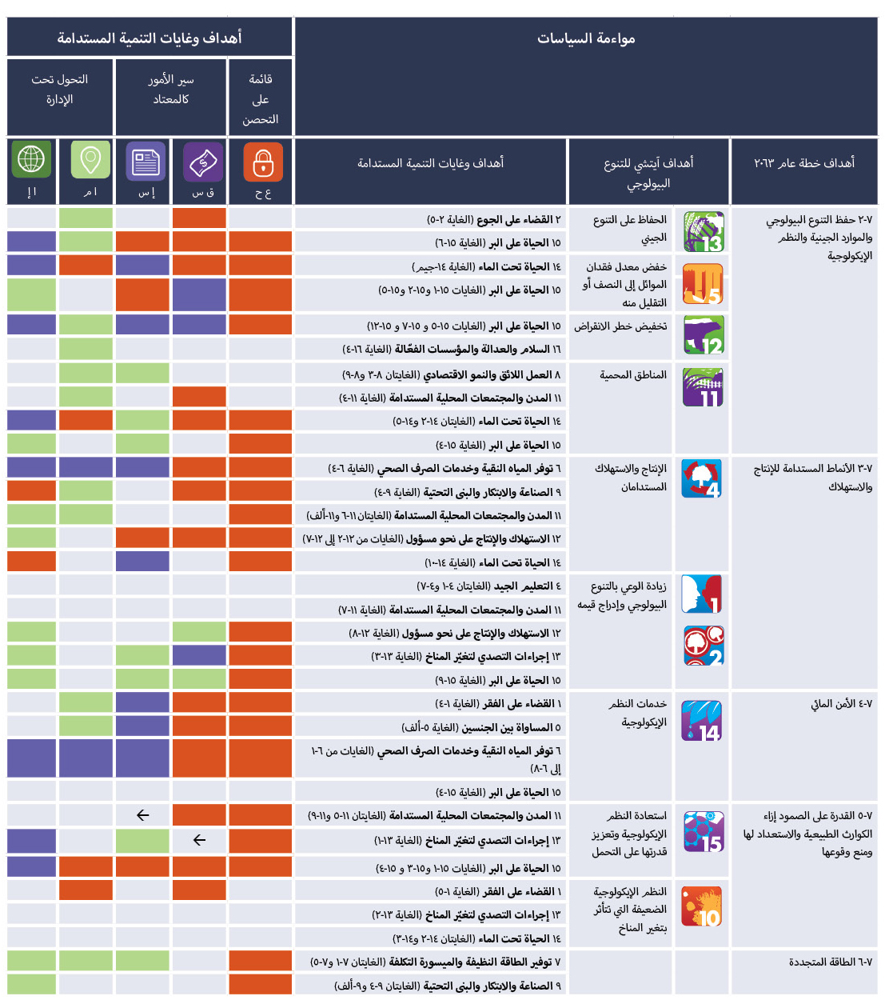 مواءمة السياسات
أهداف وغايات التنمية المستدامة
قائمة
على
التحصن
سير الأمور
كالمعتاد
التحول تحت
الإدارة
أهداف خطة عام ٢٠٦٣
أهداف آيتشي للتنوع
البيولوجي
أهداف وغايات التنمية المستدامة
ع ح
ق س
إ س
ا م
ا إ
٧-٢ حفظ التنوع البيولوجي
والموارد الجينية والنظم
الإيكولوجية
13
الحفاظ على التنوع
الجيني
٢ القضاء على الجوع (الغاية ٢-٥)
١٥ الحياة على البر (الغاية ١٥-٦)
5
خفض معدل فقدان
الموائل إلى النصف أو
التقليل منه
١٤ الحياة تحت الماء (الغاية ١٤-جيم)
١٥ الحياة على البر (الغايات ١٥-١ و١٥-٢ و١٥-٥)
12
تخفيض خطر الانقراض
١٥ الحياة على البر (الغايات ١٥-٥ و ١٥-٧ و ١٥-١٢)
١٦ السلام والعدالة والمؤسسات الفعّالة (الغاية ١٦-٤)
11
المناطق المحمية
٨ العمل اللائق والنمو الاقتصادي (الغايتان ٨-٣ و٨-٩)
١١ المدن والمجتمعات المحلية المستدامة (الغاية ١١-٤)
١٤ الحياة تحت الماء (الغايتان ١٤-٢ و١٤-٥)
١٥ الحياة على البر (الغاية ١٥-٤)
٧-٣ الأنماط المستدامة للإنتاج
والاستهلاك
4
الإنتاج والاستهلاك
المستدامان
٦ توفر المياه النقية وخدمات الصرف الصحي (الغاية ٦-٤)
٩ الصناعة والابتكار والبنى التحتية (الغاية ٩-٤)
١١ المدن والمجتمعات المحلية المستدامة (الغايتان ١١-٦ و١١-ألف)
١٢ الاستهلاك والإنتاج على نحو مسؤول (الغايات من ١٢-٢ إلى ١٢-٧)
١٤ الحياة تحت الماء (الغاية ١٤-١٠)
1
2
زيادة الوعي بالتنوع
البيولوجي وإدراج قيمه
٤ التعليم الجيد (الغايتان ٤-١ و٤-٧)
١١ المدن والمجتمعات المحلية المستدامة (الغاية ١١-٧)
١٢ الاستهلاك والإنتاج على نحو مسؤول (الغاية ١٢-٨)
١٣ إجراءات التصدي لتغيّر المناخ (الغاية ١٣-٣)
١٥ الحياة على البر (الغاية ١٥-٩)
٧-٤ الأمن المائي
14
خدمات النظم
الإيكولوجية
١ القضاء على الفقر (الغاية ١-٤)
٥ المساواة بين الجنسين (الغاية ٥-ألف)
٦ توفر المياه النقية وخدمات الصرف الصحي (الغايات من ٦-١
إلى ٦-٨)
١٥ الحياة على البر (الغاية ١٥-٤)
٧-٥ القدرة على الصمود إزاء
الكوارث الطبيعية والاستعداد لها
ومنع وقوعها
15
استعادة النظم
الإيكولوجية وتعزيز
قدرتها على التحمل
١١ المدن والمجتمعات المحلية المستدامة (الغايتان ١١-٥ و١١-٩)
←
١٣ إجراءات التصدي لتغيّر المناخ (الغاية ١٣-١)
←
١٥ الحياة على البر (الغايات ١٥-١ و١٥-٣ و ١٥-٤)
10
النظم الإيكولوجية
الضعيفة التي تتأثر
بتغير المناخ
١ القضاء على الفقر (الغاية ١-٥)
١٣ إجراءات التصدي لتغيّر المناخ (الغاية ١٣-٢)
١٤ الحياة تحت الماء (الغايتان ١٤-٢ و١٤-٣)
٧-٦ الطاقة المتجددة
٧ توفير الطاقة النظيفة والميسورة التكلفة (الغايتان ٧-١ و٧-٥)
٩ الصناعة والابتكار والبنى التحتية (الغايتان ٩-٤ و٩-ألف)